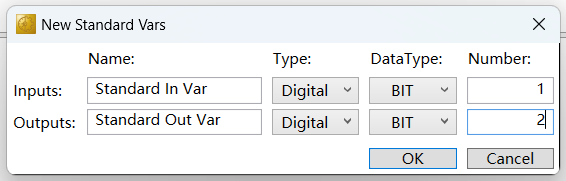 New Standard Vars
Name: Type: DataType: Number:
Inputs: Standard In Var Digital BIT 1
Outputs: Standard Out Var Digital BIT 2
OK Cancel